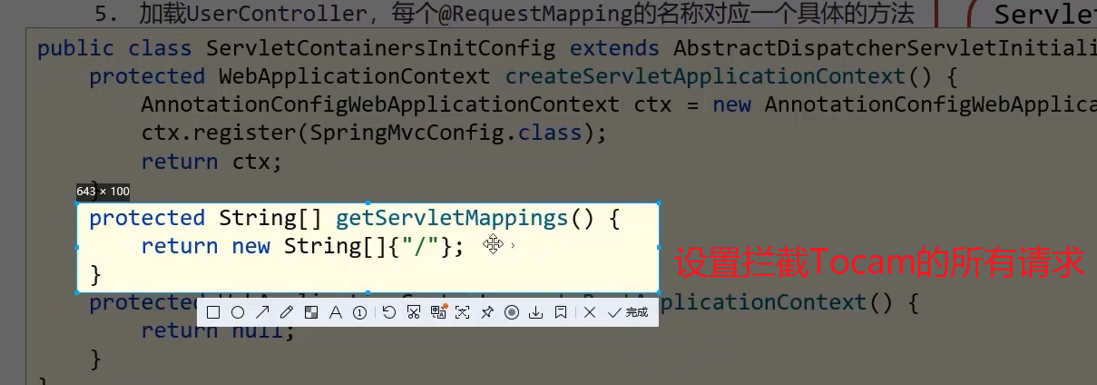 5. 加载UserController，每个@RequestMapping的名称对应一个具体的方法
Servlet
public class ServletContainersInitConfig extends AbstractDispatcherServletInitiali
protected WebApplicationContext createServletApplicationContext() {
AnnotationConfigWebApplicationContext ctx = new AnnotationConfigWebApplica
ctx.register(SpringMvcConfig.class);
return ctx;
643 × 100
protected String[] getServletMappings() {
return new String[]{"/"};
}
设置拦截Tocam的所有请求
plicationContext() {
完成
return null;
}